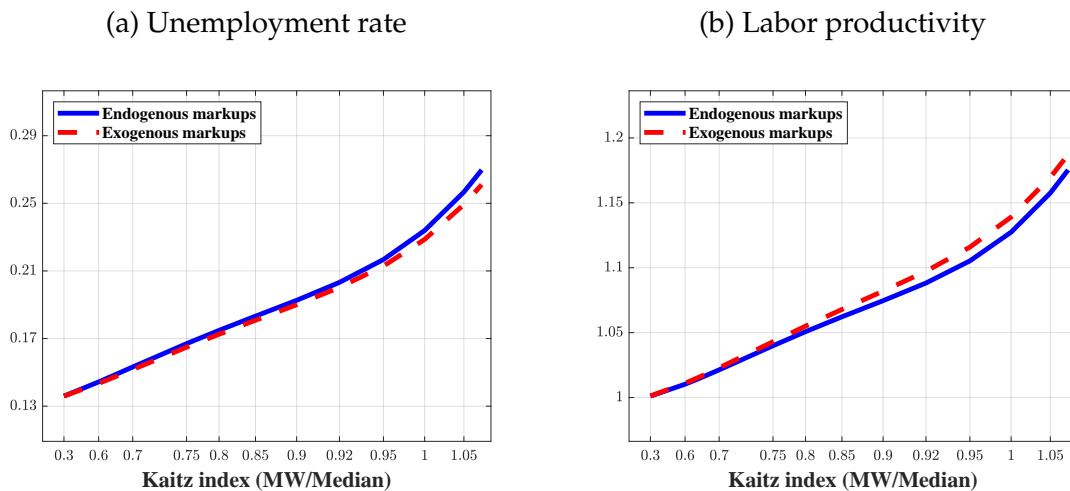 (a) Unemployment rate
Endogenous markups
Exogenous markups
0.29
0.25
0.21
0.17
0.13
0.3 0.6 0.7 0.75 0.8 0.85 0.9 0.92 0.95 1 1.05
Kaitz index (MW/Median)
(b) Labor productivity
Endogenous markups
Exogenous markups
1.2
1.15
1.1
1.05
1
0.3 0.6 0.7 0.75 0.8 0.85 0.9 0.92 0.95 1 1.05
Kaitz index (MW/Median)